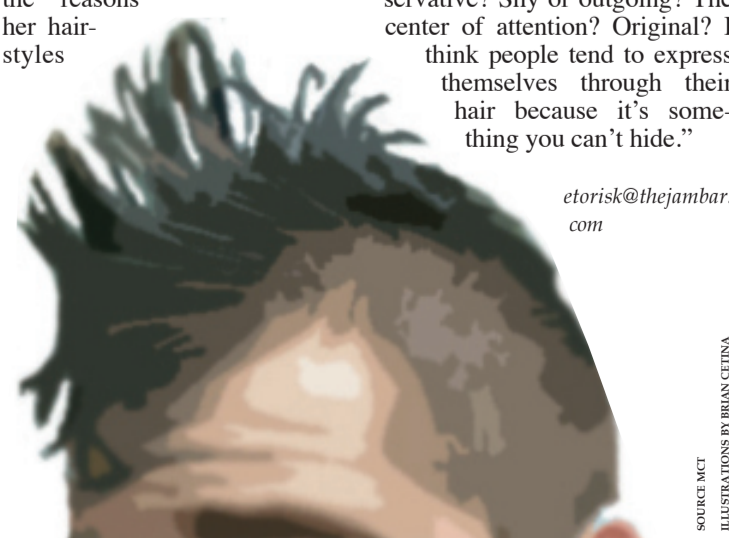 the reasons
her hair-
styles
servative? Shy or outgoing? The
center of attention? Original? I
think people tend to express
themselves through their
hair because it’s some-
thing you can’t hide.”
etorisk@thejambar.
com
SOURCE MCT
ILLUSTRATIONS BY BRIAN CETINA